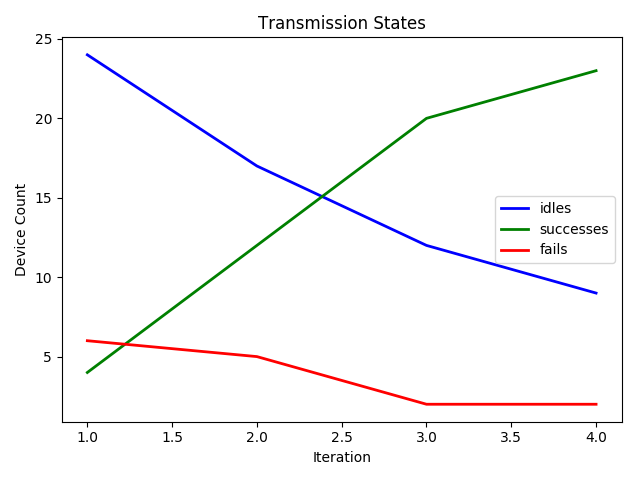 Transmission States
25
20
15
10
5
Device Count
idles
successes
fails
1.0 1.5 2.0 2.5 3.0 3.5 4.0
Iteration